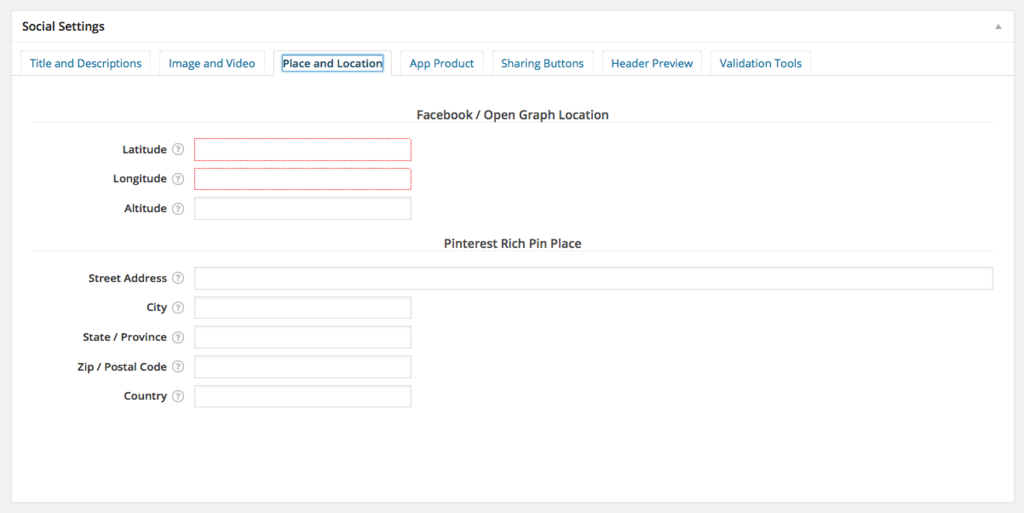 Social Settings
Title and Descriptions
Image and Video
Place and Location
App Product
Sharing Buttons
Header Preview
Validation Tools
Facebook / Open Graph Location
Latitude ?
Longitude ?
Altitude ?
Pinterest Rich Pin Place
Street Address ?
City ?
State / Province ?
Zip / Postal Code ?
Country ?